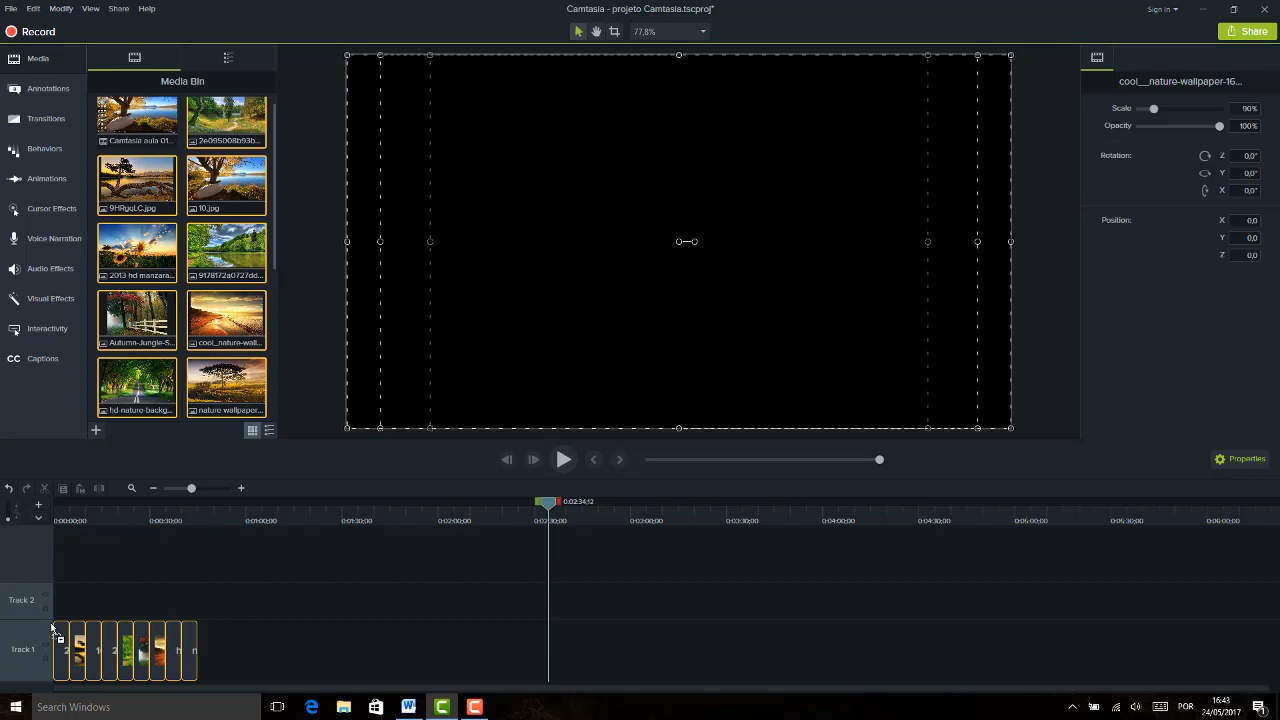 File Edit Modify View Share Help
Camtasia - projeto Camtasia.tscproj*
Sign in
Record
77,8%
Share
Media
Annotations
Transitions
Behaviors
Animations
Cursor Effects
Voice Narration
Audio Effects
Visual Effects
Interactivity
CC Captions
Media Bin
Camtasia aula 01...
2e095008b93b...
9HRgqLC.jpg
10.jpg
2013 hd manzara...
9178172a0727dd...
Autumn-Jungle-S...
cool_nature-wall...
hd-nature-backg...
nature wallpaper...
cool__nature-wallpaper-16...
Scale 90%
Opacity 100%
Rotation: Z 0,0°
Y 0,0°
X 0,0°
Position: X 0,0
Y 0,0
Z 0,0
Properties
0:02:34;12
0:00:00;00 0:00:30;00 0:01:00;00 0:01:30;00 0:02:00;00 0:02:30;00 0:03:00;00 0:03:30;00 0:04:00;00 0:04:30;00 0:05:00;00 0:05:30;00 0:06:00;00
Track 2
Track 1
Search Windows
POR
16:43
24/05/2017